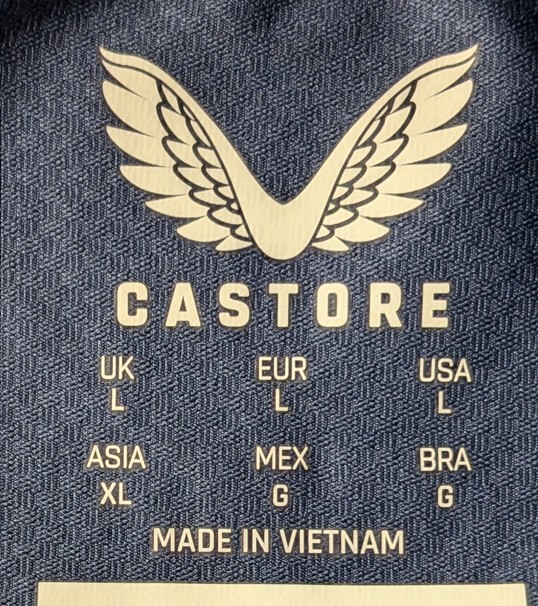 CASTORE
UK EUR USA
L L L
ASIA MEX BRA
XL G G
MADE IN VIETNAM